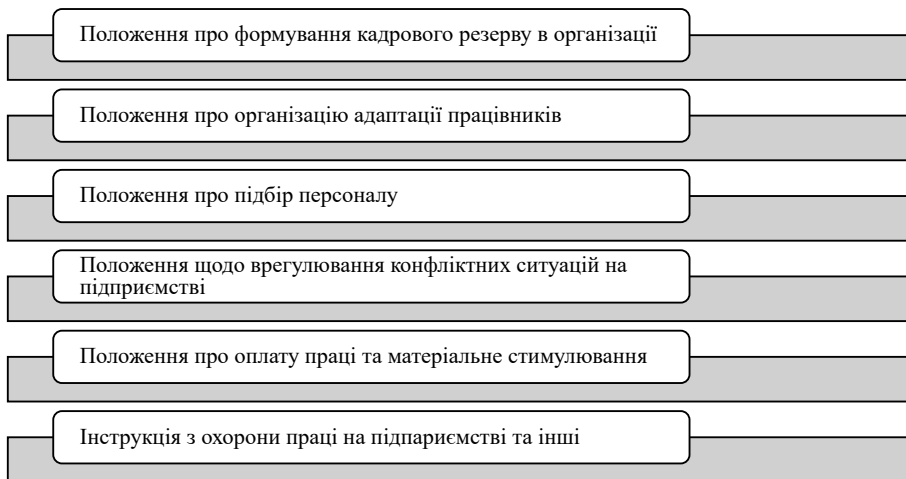 Положення про формування кадрового резерву в організації
Положення про організацію адаптації працівників
Положення про підбір персоналу
Положення щодо врегулювання конфліктних ситуацій на
підприємстві
Положення про оплату праці та матеріальне стимулювання
Інструкція з охорони праці на підпариємстві та інші